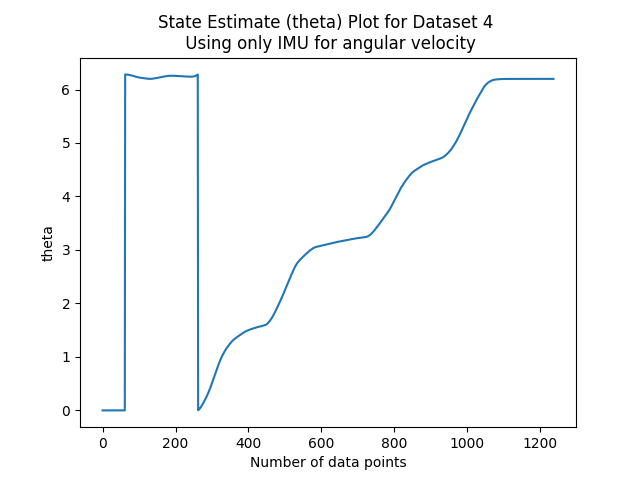 State Estimate (theta) Plot for Dataset 4
Using only IMU for angular velocity
6
5
4
3
2
1
0
theta
0 200 400 600 800 1000 1200
Number of data points